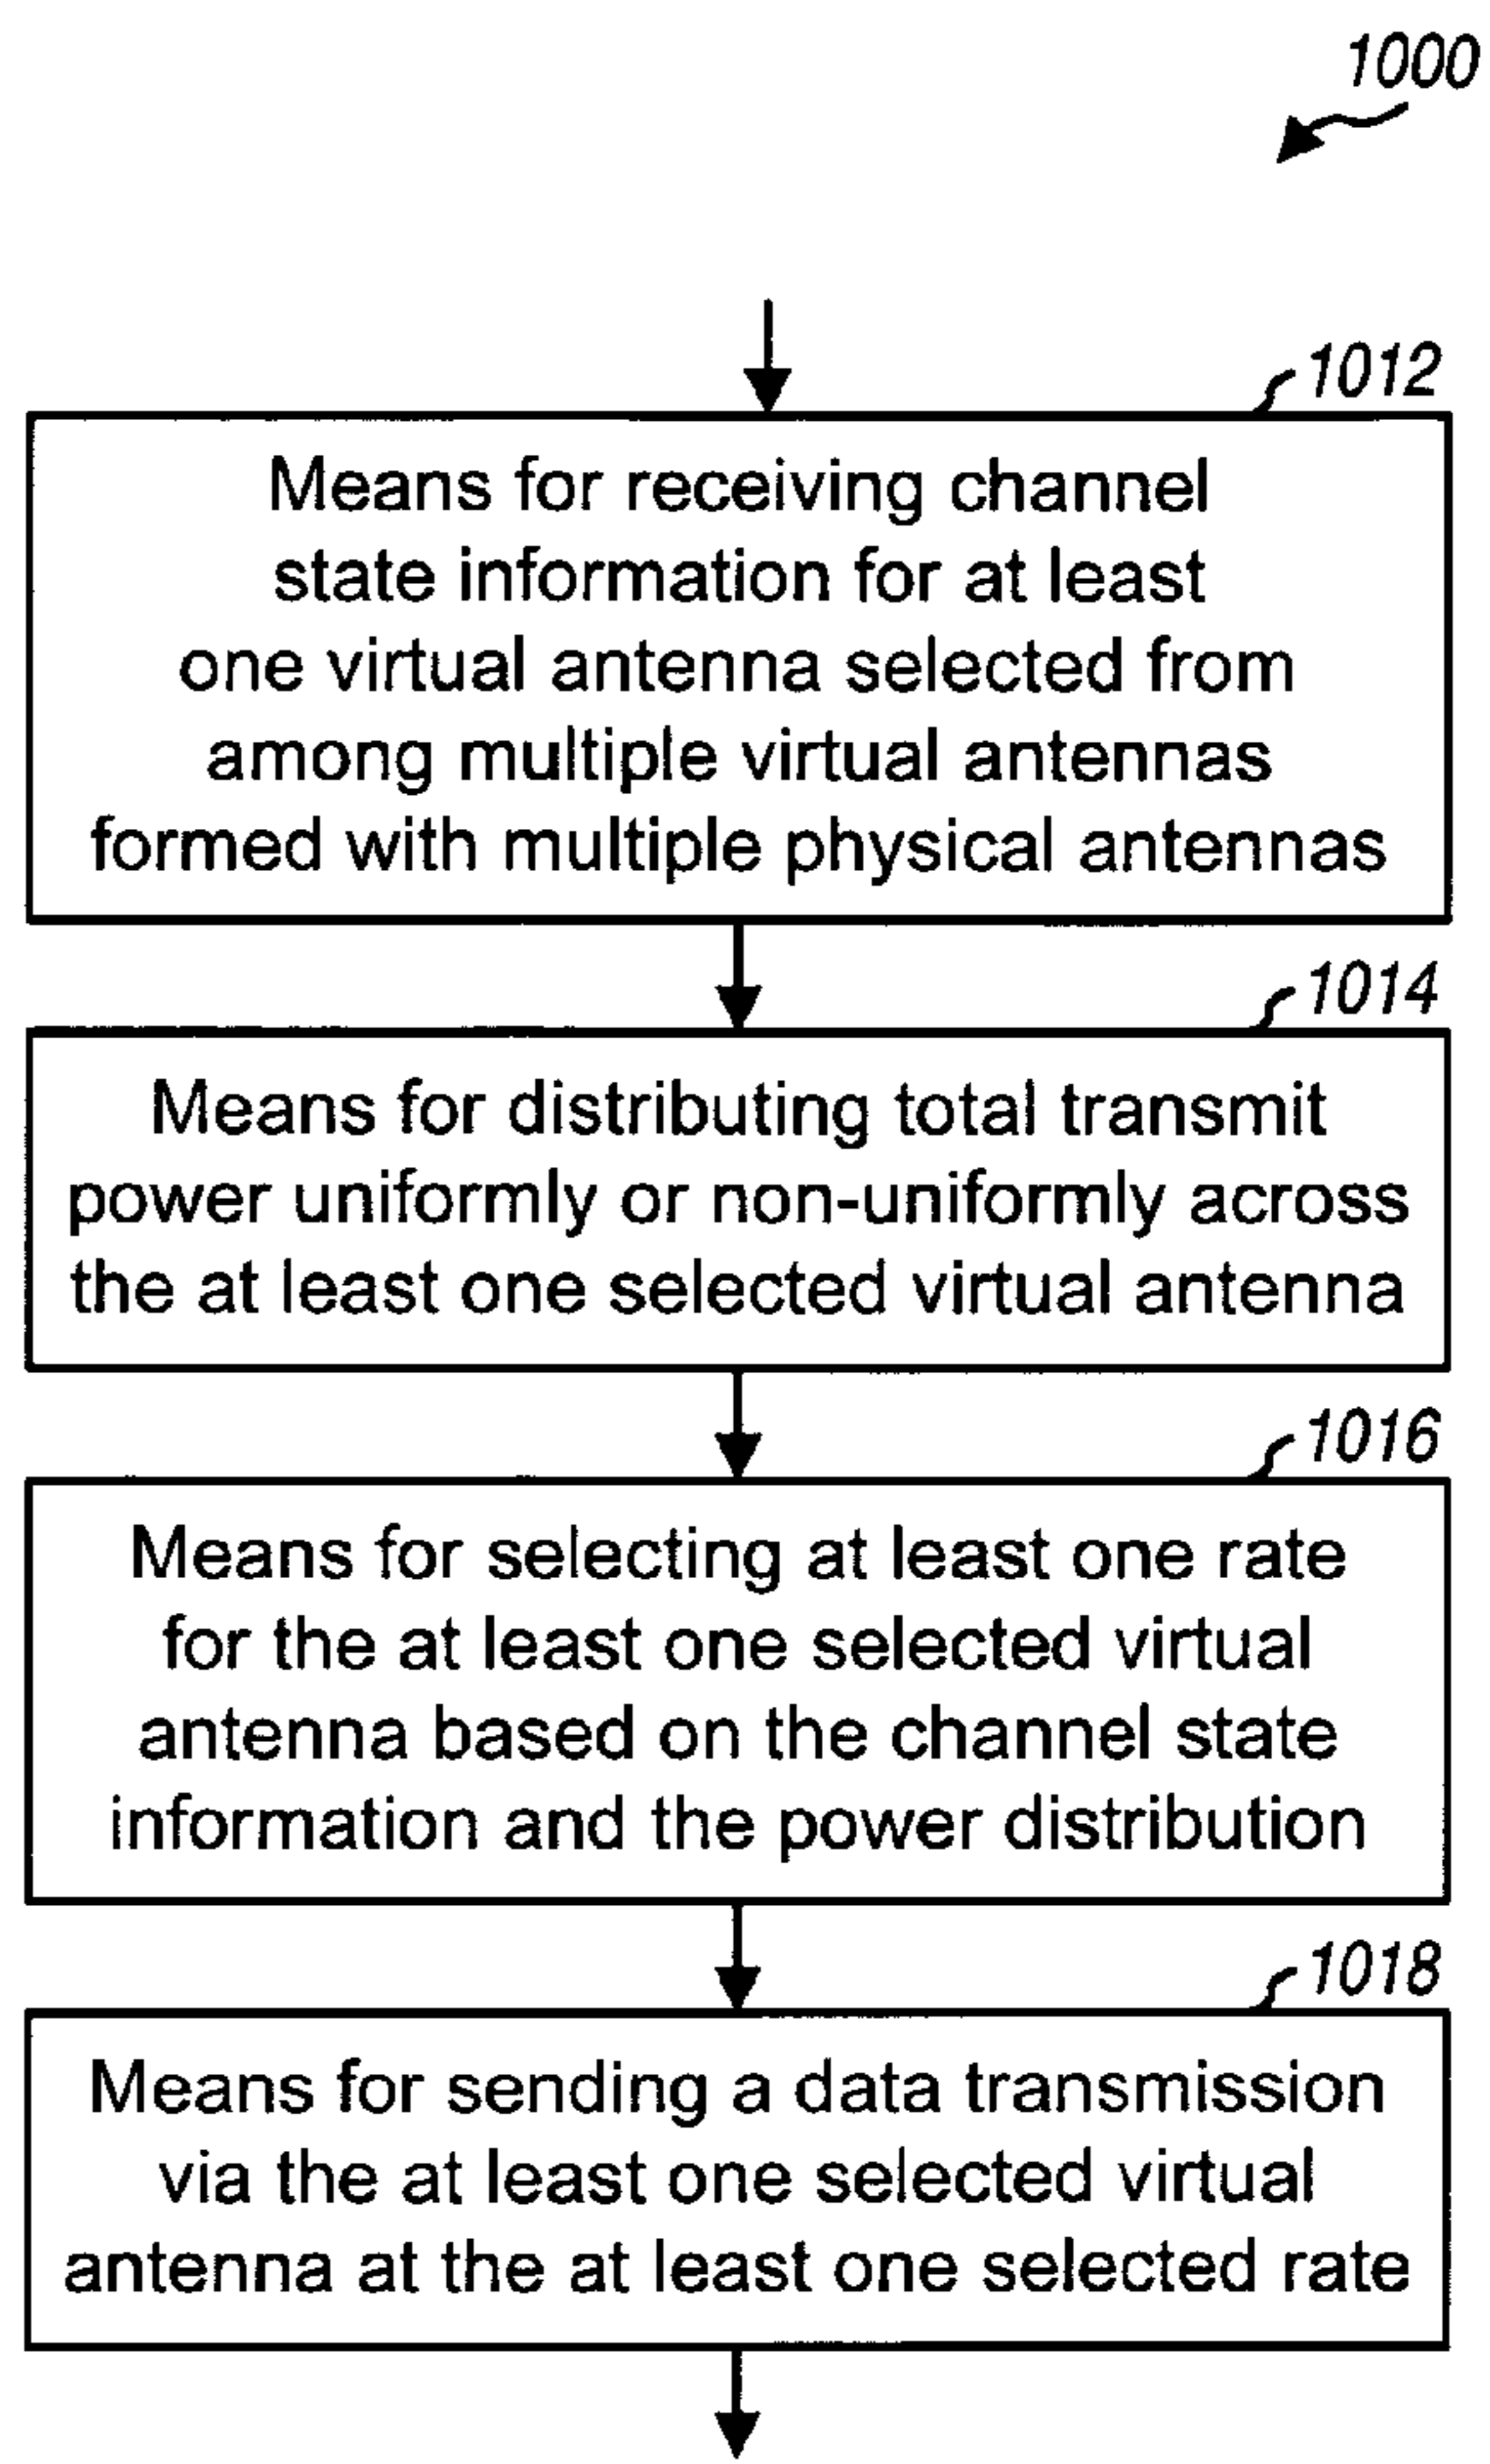 1000
1012
Means for receiving channel
state information for at least
one virtual antenna selected from
among multiple virtual antennas
formed with multiple physical antennas
1014
Means for distributing total transmit
power uniformly or non-uniformly across
the at least one selected virtual antenna
1016
Means for selecting at least one rate
for the at least one selected virtual
antenna based on the channel state
information and the power distribution
1018
Means for sending a data transmission
via the at least one selected virtual
antenna at the at least one selected rate